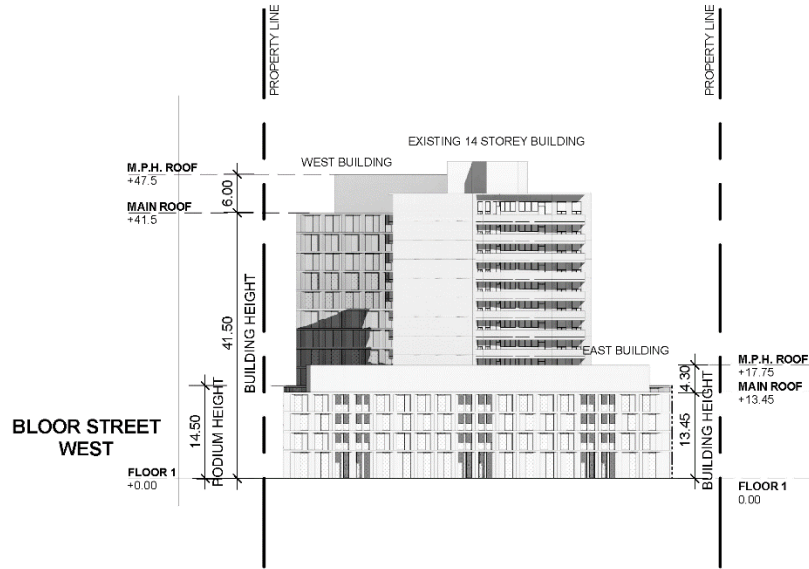 PROPERTY LINE
PROPERTY LINE
EXISTING 14 STOREY BUILDING
WEST BUILDING
M.P.H. ROOF
+47.5
6.00
MAIN ROOF
+41.5
41.50
BUILDING HEIGHT
EAST BUILDING
M.P.H. ROOF
+17.75
4.30
MAIN ROOF
+13.45
13.45
BUILDING HEIGHT
14.50
PODIUM HEIGHT
BLOOR STREET
WEST
FLOOR 1
+0.00
FLOOR 1
0.00